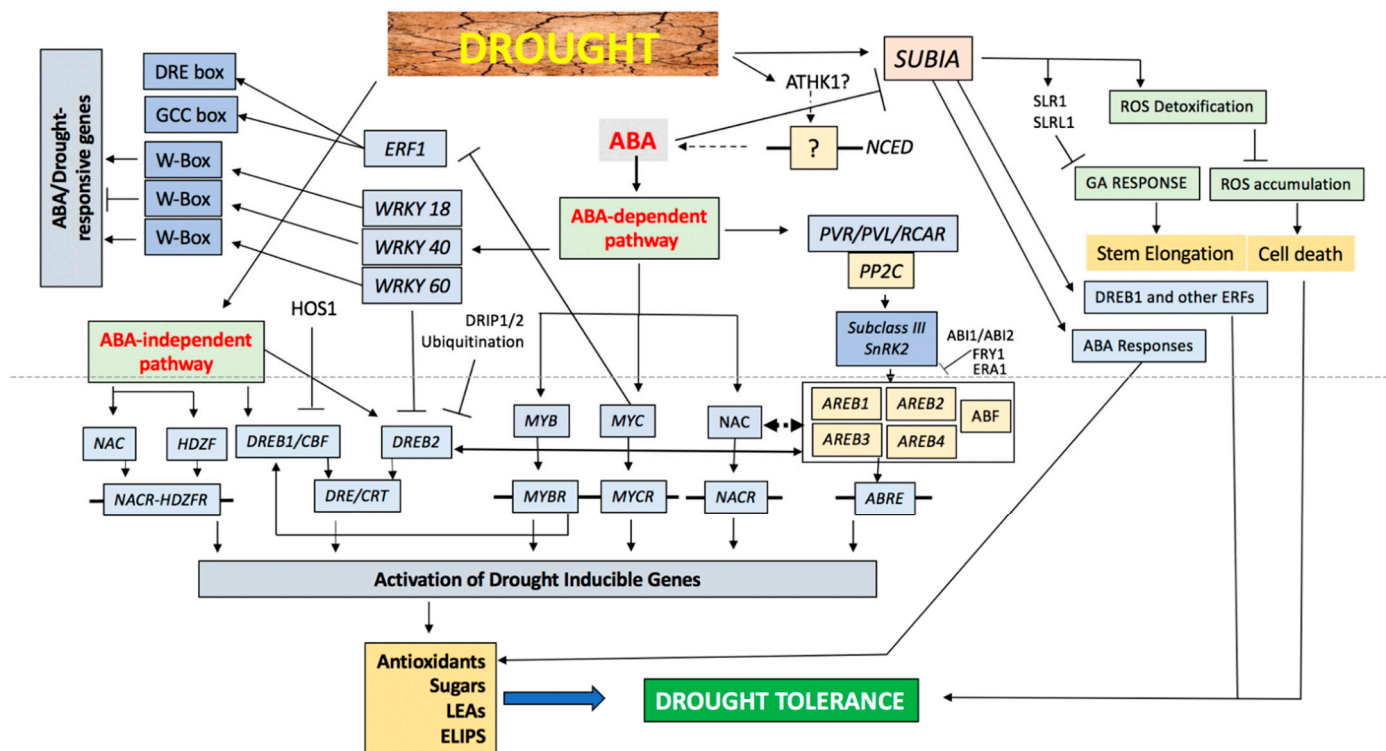 DROUGHT
SUBIA
ATHK1?
SLR1
SLRL1
ROS Detoxification
ABA/Drought-
responsive genes
DRE box
GCC box
W-Box
W-Box
W-Box
ERF1
WRKY 18
WRKY 40
WRKY 60
ABA
?
NCED
GA RESPONSE
ROS accumulation
ABA-dependent
pathway
PVR/PVL/RCAR
PP2C
Stem Elongation
Cell death
HOS1
DRIP1/2
Ubiquitination
Subclass III
SnRK2
ABI1/ABI2
FRY1
ERA1
DREB1 and other ERFs
ABA Responses
ABA-independent
pathway
NAC
HDZF
DREB1/CBF
DREB2
MYB
MYC
NAC
AREB1
AREB2
ABF
AREB3
AREB4
NACR-HDZFR
DRE/CRT
MYBR
MYCR
NACR
ABRE
Activation of Drought Inducible Genes
Antioxidants
Sugars
LEAs
ELIPS
DROUGHT TOLERANCE